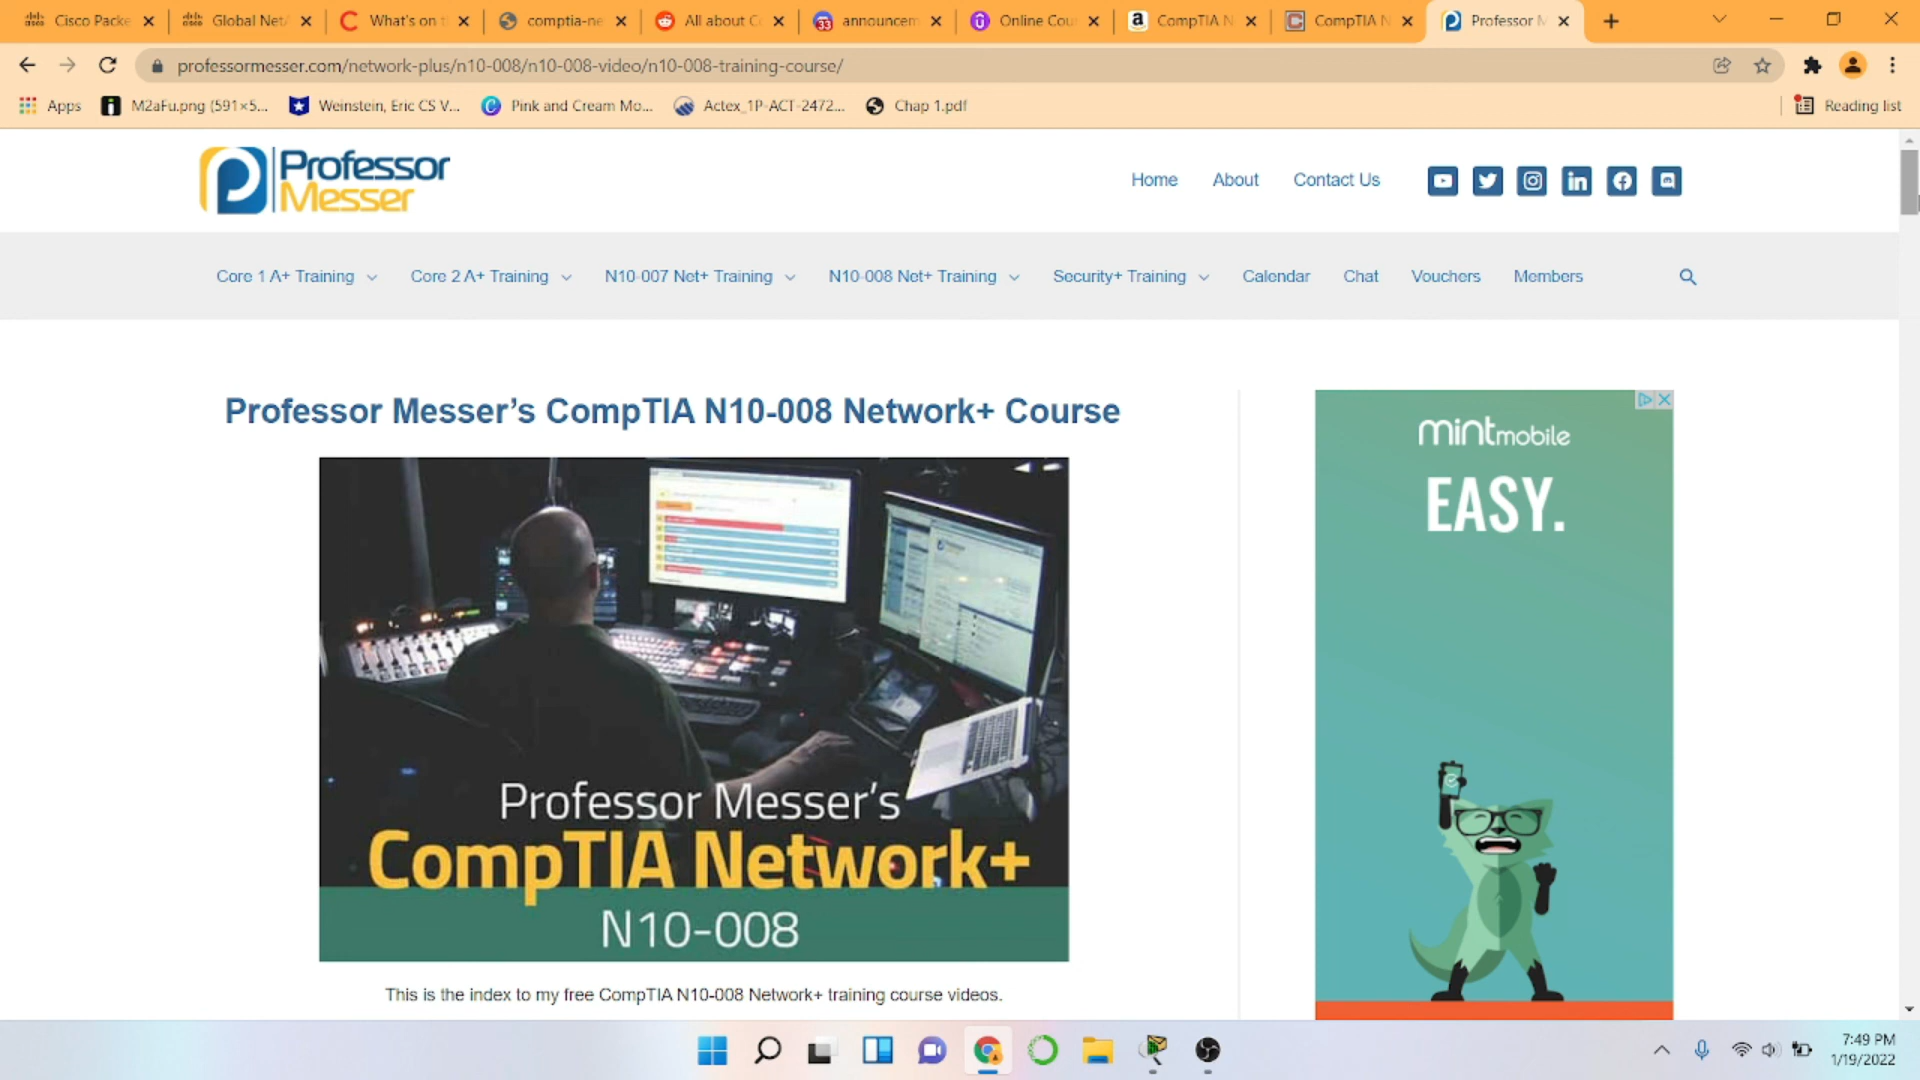 Cisco Packe
Global Net
What's on t
comptia-ne
All about C
announcem
Online Cou
CompTIA N
CompTIA N
Professor M
professormesser.com/network-plus/n10-008/n10-008-video/n10-008-training-course/
Apps
M2aFu.png (591×5...
Weinstein, Eric CS V...
Pink and Cream Mo...
Actex_1P-ACT-2472...
Chap 1.pdf
Reading list
Professor
Messer
Home
About
Contact Us
Core 1 A+ Training
Core 2 A+ Training
N10-007 Net+ Training
N10-008 Net+ Training
Security+ Training
Calendar
Chat
Vouchers
Members
Professor Messer's CompTIA N10-008 Network+ Course
mintmobile
EASY.
Professor Messer's
CompTIA Network+
N10-008
This is the index to my free CompTIA N10-008 Network+ training course videos.
7:49 PM
1/19/2022